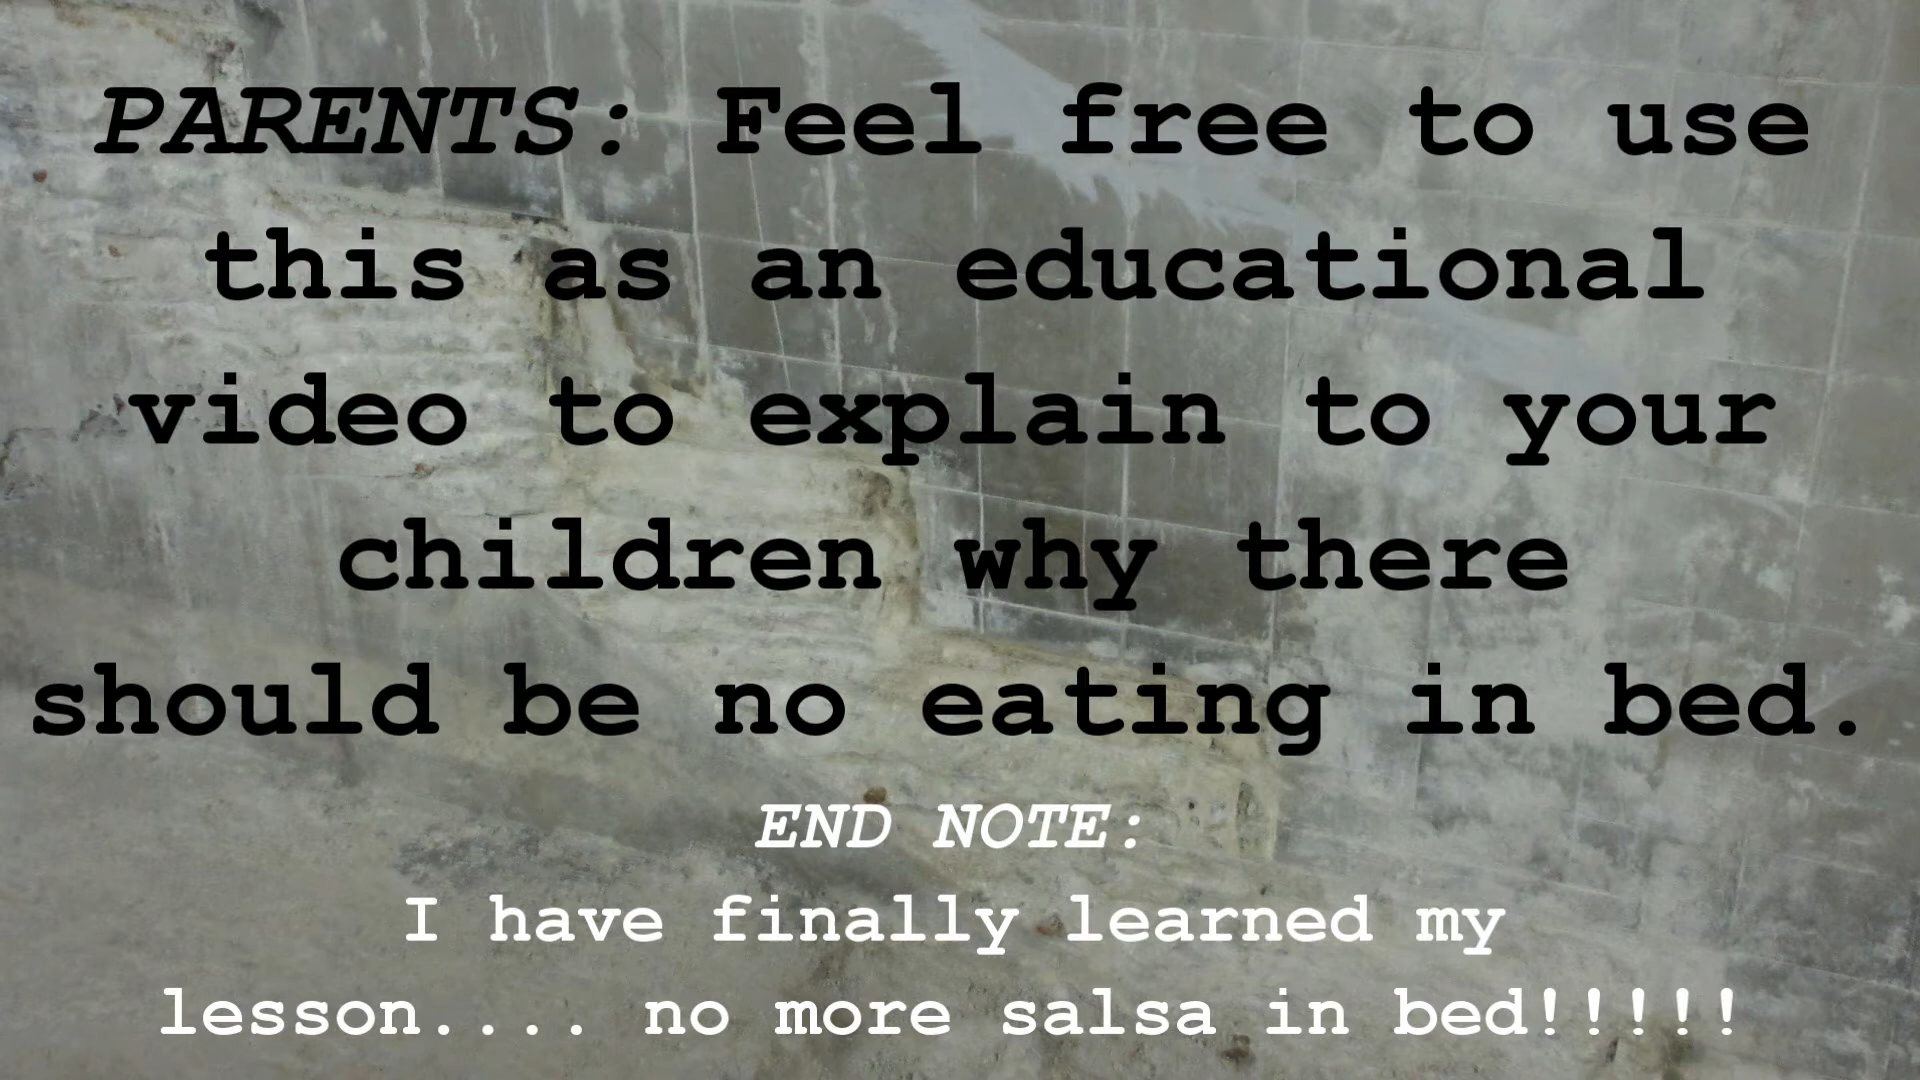 PARENTS: Feel free to use
this as an educational
video to explain to your
children why there
should be no eating in bed.
END NOTE:
I have finally learned my
lesson.... no more salsa in bed!!!!!